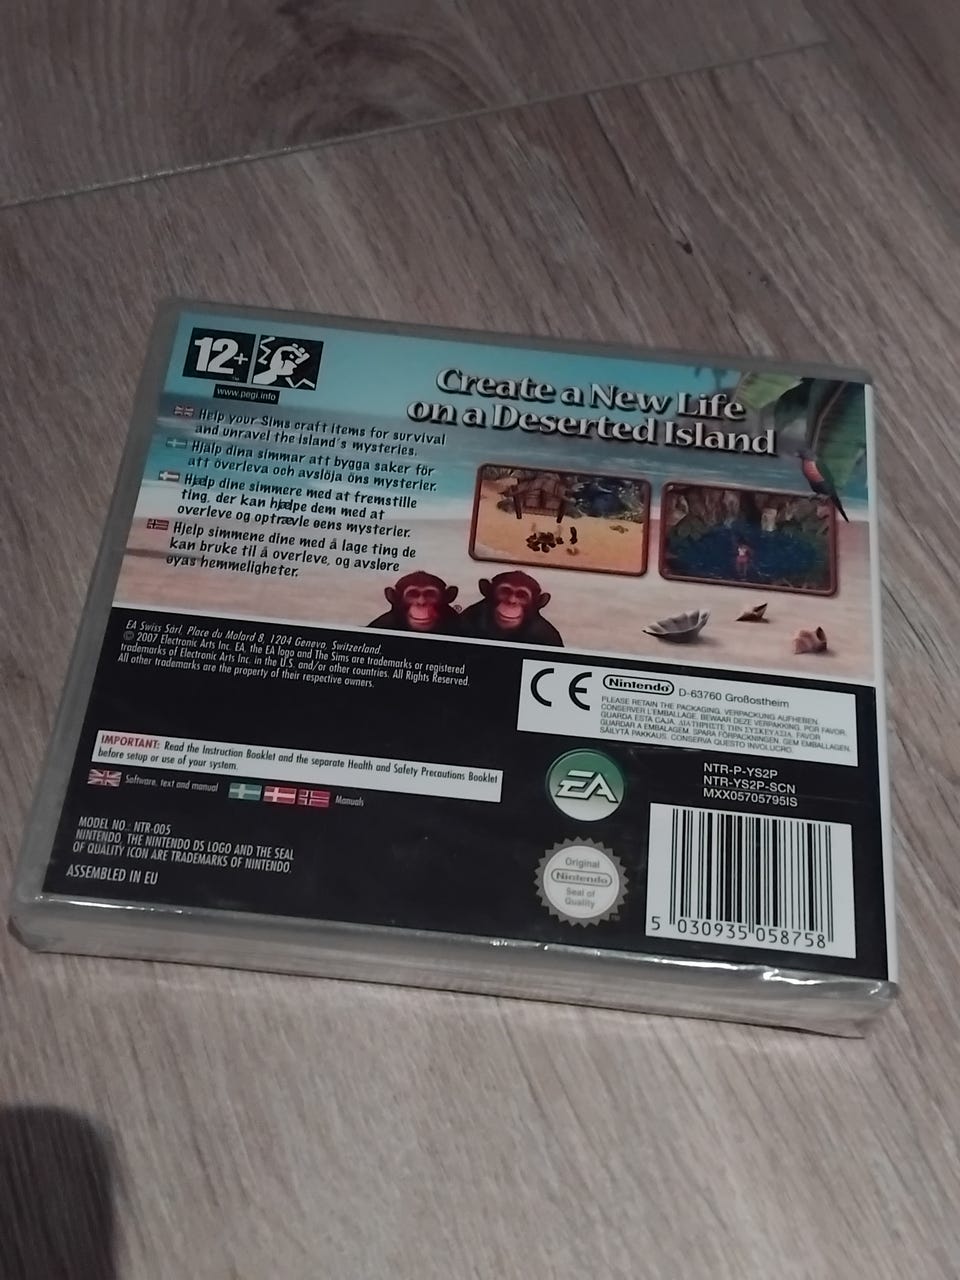 12+
www.pegi.info
Create a New Life
on a Deserted Island
Help your Sims craft items for survival
and unravel the island's mysteries.
Hjälp dina simmar att bygga saker för
att överleva och avslöja öns mysterier.
Hjælp dine simmere med at fremstille
ting, der kan hjælpe dem med at
overleve og optrævle øens mysterier.
Hjelp simmene dine med å lage ting de
kan bruke til å overleve, og avsløre
øyas hemmeligheter.
EA Swiss Sàrl, Place du Molard 8, 1204 Geneva, Switzerland.
© 2007 Electronic Arts Inc. EA, the EA logo and The Sims are trademarks or registered
trademarks of Electronic Arts Inc. in the U.S. and/or other countries. All Rights Reserved.
All other trademarks are the property of their respective owners.
CE Nintendo D-63760 Großostheim
PLEASE RETAIN THE PACKAGING. VERPACKUNG AUFHEBEN.
CONSERVER L'EMBALLAGE. BEWAAR DEZE VERPAKKING. POR FAVOR,
GUARDA ESTA CAJA. ΔΙΑΤΗΡΗΣΤΕ ΤΗΝ ΣΥΣΚΕΥΑΣΙΑ. FAVOR
GUARDAR A EMBALAGEM. SPARA FÖRPACKNINGEN. GEM EMBALLAGEN.
SÄILYTÄ PAKKAUS. CONSERVA QUESTO INVOLUCRO.
IMPORTANT: Read the Instruction Booklet and the separate Health and Safety Precautions Booklet
before setup or use of your system.
Software, text and manual
Manuals
EA
NTR-P-YS2P
NTR-YS2P-SCN
MXX05705795IS
MODEL NO.: NTR-005
NINTENDO, THE NINTENDO DS LOGO AND THE SEAL
OF QUALITY ICON ARE TRADEMARKS OF NINTENDO.
ASSEMBLED IN EU
Original
Nintendo
Seal of
Quality
5 030935 058758